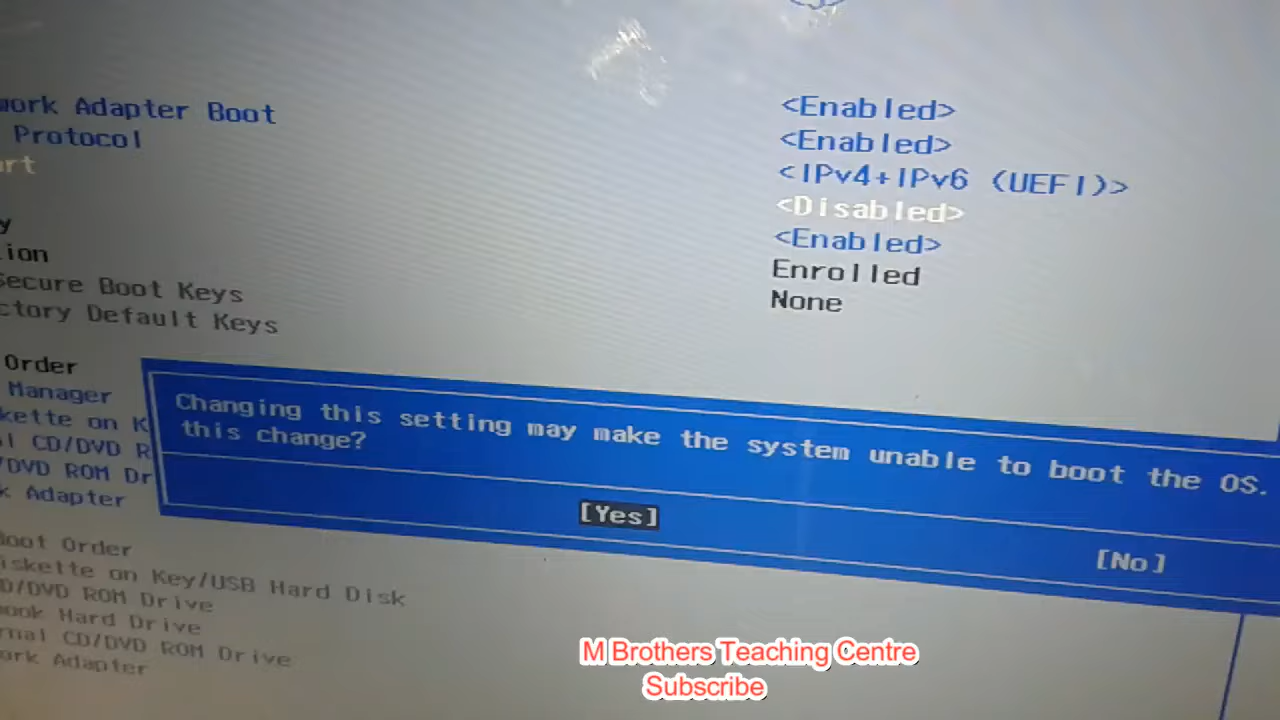 work Adapter Boot <Enabled>
Protocol <Enabled>
art <IPv4+IPv6 (UEFI)>
<Disabled>
y <Enabled>
ion Enrolled
Secure Boot Keys None
ctory Default Keys
Order
Manager
skette on K
al CD/DVD R
/DVD ROM Dr
k Adapter
Changing this setting may make the system unable to boot the OS.
this change?
[Yes] [No]
Boot Order
iskette on Key/USB Hard Disk
D/DVD ROM Drive
book Hard Drive
rnal CD/DVD ROM Drive
ork Adapter
M Brothers Teaching Centre
Subscribe